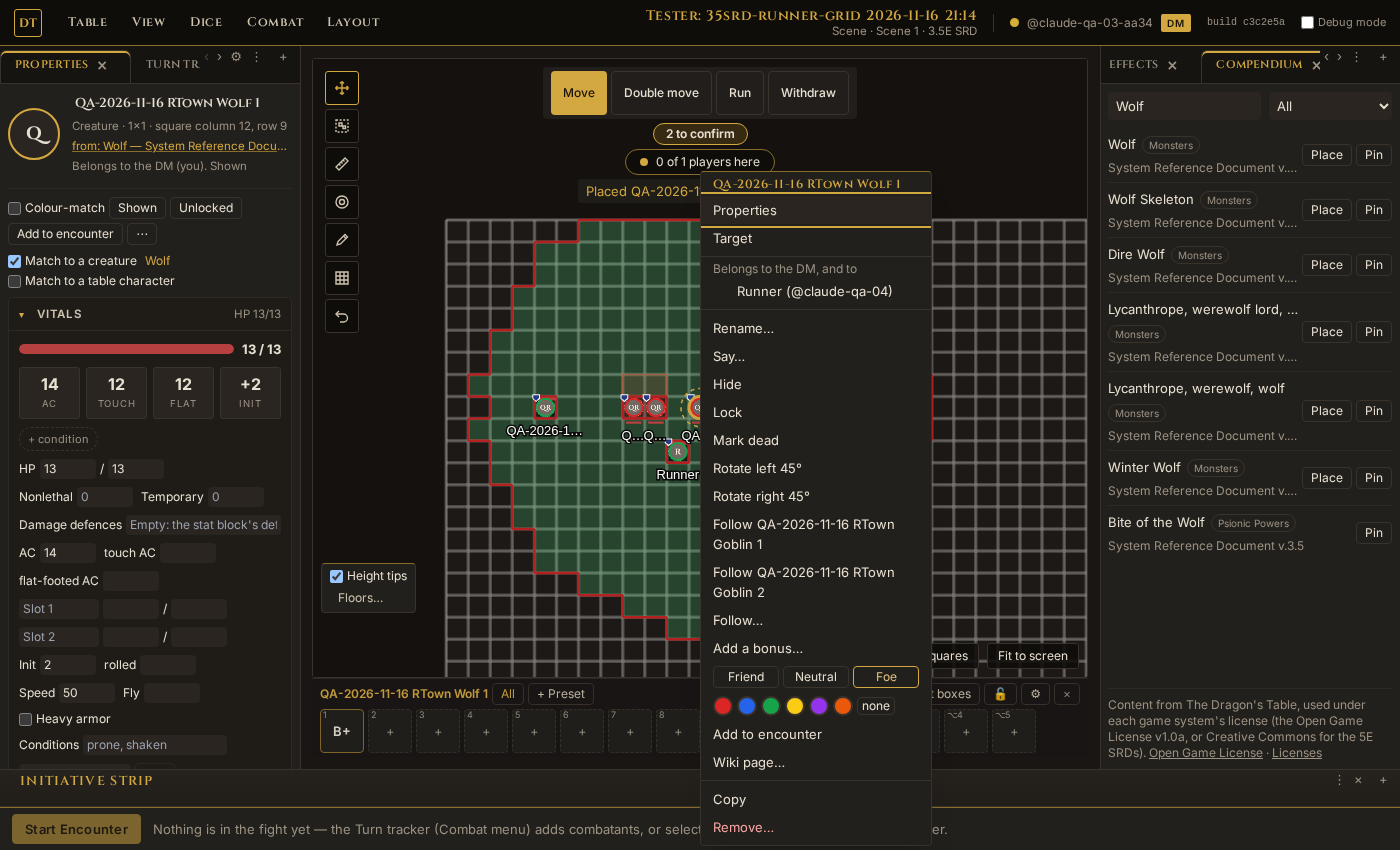 DT
TABLE VIEW DICE COMBAT LAYOUT
TESTER: 35SRD-RUNNER-GRID 2026-11-16 21:14
Scene · Scene 1 · 3.5E SRD
@claude-qa-03-aa34 DM build c3c2e5a Debug mode
PROPERTIES × TURN TR ‹ › ⚙ ⋮ +
Q
QA-2026-11-16 RTOWN WOLF 1
Creature · 1×1 · square column 12, row 9
from: Wolf — System Reference Docu...
Belongs to the DM (you). Shown
Colour-match Shown Unlocked
Add to encounter ···
Match to a creature Wolf
Match to a table character
▾ VITALS HP 13/13
13 / 13
14 12 12 +2
AC TOUCH FLAT INIT
+ condition
HP 13 / 13
Nonlethal 0 Temporary 0
Damage defences Empty: the stat block's def
AC 14 touch AC
flat-footed AC
Slot 1 /
Slot 2 /
Init 2 rolled
Speed 50 Fly
Heavy armor
Conditions prone, shaken
Move Double move Run Withdraw
2 to confirm
0 of 1 players here
Placed QA-2026-1
QR QR QR
QA-2026-1... Q... Q... QA
R
Runner
Height tips
Floors...
quares Fit to screen
QA-2026-11-16 RTown Wolf 1 All + Preset
t boxes 🔓 ⚙ ×
1 2 3 4 5 6 7 8 ⌥4 ⌥5
B+ + + + + + + + + +
QA-2026-11-16 RTOWN WOLF 1
Properties
Target
Belongs to the DM, and to
Runner (@claude-qa-04)
Rename...
Say...
Hide
Lock
Mark dead
Rotate left 45°
Rotate right 45°
Follow QA-2026-11-16 RTown
Goblin 1
Follow QA-2026-11-16 RTown
Goblin 2
Follow...
Add a bonus...
Friend Neutral Foe
none
Add to encounter
Wiki page...
Copy
Remove...
EFFECTS × COMPENDIUM × ‹ › ⋮ +
Wolf All
Wolf Monsters
System Reference Document v.... Place Pin
Wolf Skeleton Monsters
System Reference Document v.... Place Pin
Dire Wolf Monsters
System Reference Document v.... Place Pin
Lycanthrope, werewolf lord, ...
Monsters Place Pin
System Reference Document v....
Lycanthrope, werewolf, wolf
Monsters Place Pin
System Reference Document v....
Winter Wolf Monsters
System Reference Document v.... Place Pin
Bite of the Wolf Psionic Powers
System Reference Document v.3.5 Pin
Content from The Dragon's Table, used under
each game system's license (the Open Game
License v1.0a, or Creative Commons for the 5E
SRDs). Open Game License · Licenses
INITIATIVE STRIP ⋮ × +
Start Encounter Nothing is in the fight yet — the Turn tracker (Combat menu) adds combatants, or select er.